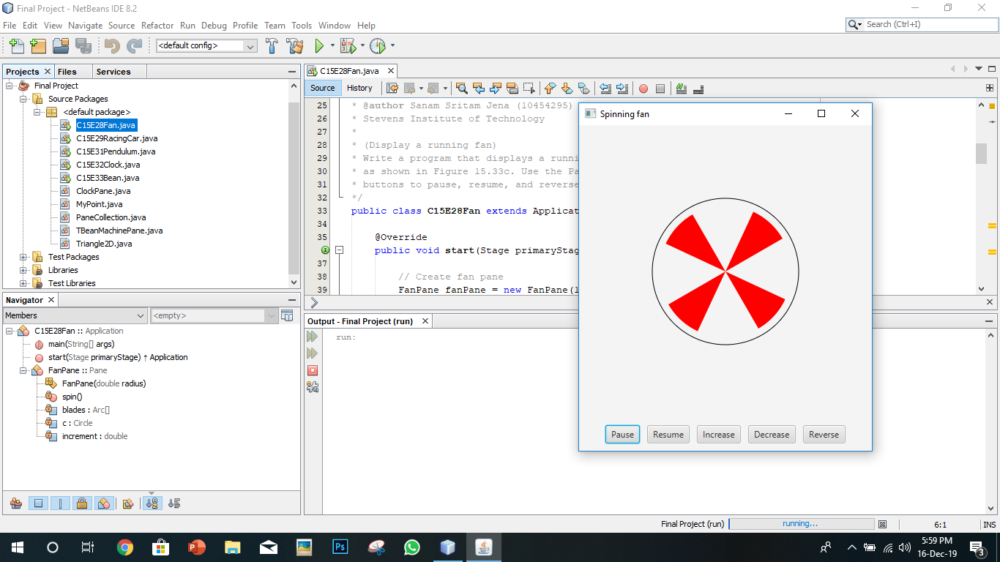 Final Project - NetBeans IDE 8.2
File Edit View Navigate Source Refactor Run Debug Profile Team Tools Window Help
Search (Ctrl+I)
<default config>
Projects Files Services
Final Project
Source Packages
<default package>
C15E28Fan.java
C15E29RacingCar.java
C15E31Pendulum.java
C15E32Clock.java
C15E33Bean.java
ClockPane.java
MyPoint.java
PaneCollection.java
TBeanMachinePane.java
Triangle2D.java
Test Packages
Libraries
Test Libraries
Navigator
Members
<empty>
C15E28Fan :: Application
main(String[] args)
start(Stage primaryStage) ↑ Application
FanPane :: Pane
FanPane(double radius)
spin()
blades : Arc[]
c : Circle
increment : double
C15E28Fan.java
Source History
25 * @author Sanam Sritam Jena (10454295)
26 * Stevens Institute of Technology
27 *
28 * (Display a running fan)
29 * Write a program that displays a runni
30 * as shown in Figure 15.33c. Use the Pa
31 * buttons to pause, resume, and reverse
32 */
33 public class C15E28Fan extends Applicat
34
35 @Override
public void start(Stage primaryStag
37
38 // Create fan pane
39 FanPane fanPane = new FanPane(1
Output - Final Project (run)
run:
Spinning fan
Pause Resume Increase Decrease Reverse
Final Project (run) running... 6:1 INS
Ps
5:59 PM
16-Dec-19
3